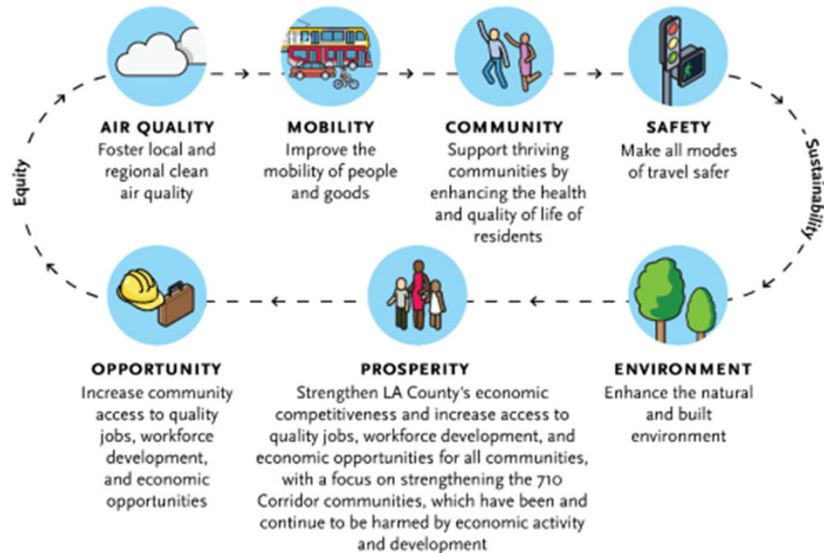 AIR QUALITY
Foster local and
regional clean
air quality
MOBILITY
Improve the
mobility of people
and goods
COMMUNITY
Support thriving
communities by
enhancing the health
and quality of life of
residents
SAFETY
Make all modes
of travel safer
Sustainability
ENVIRONMENT
Enhance the natural
and built
environment
PROSPERITY
Strengthen LA County's economic
competitiveness and increase access to
quality jobs, workforce development, and
economic opportunities for all communities,
with a focus on strengthening the 710
Corridor communities, which have been and
continue to be harmed by economic activity
and development
OPPORTUNITY
Increase community
access to quality
jobs, workforce
development,
and economic
opportunities
Equity